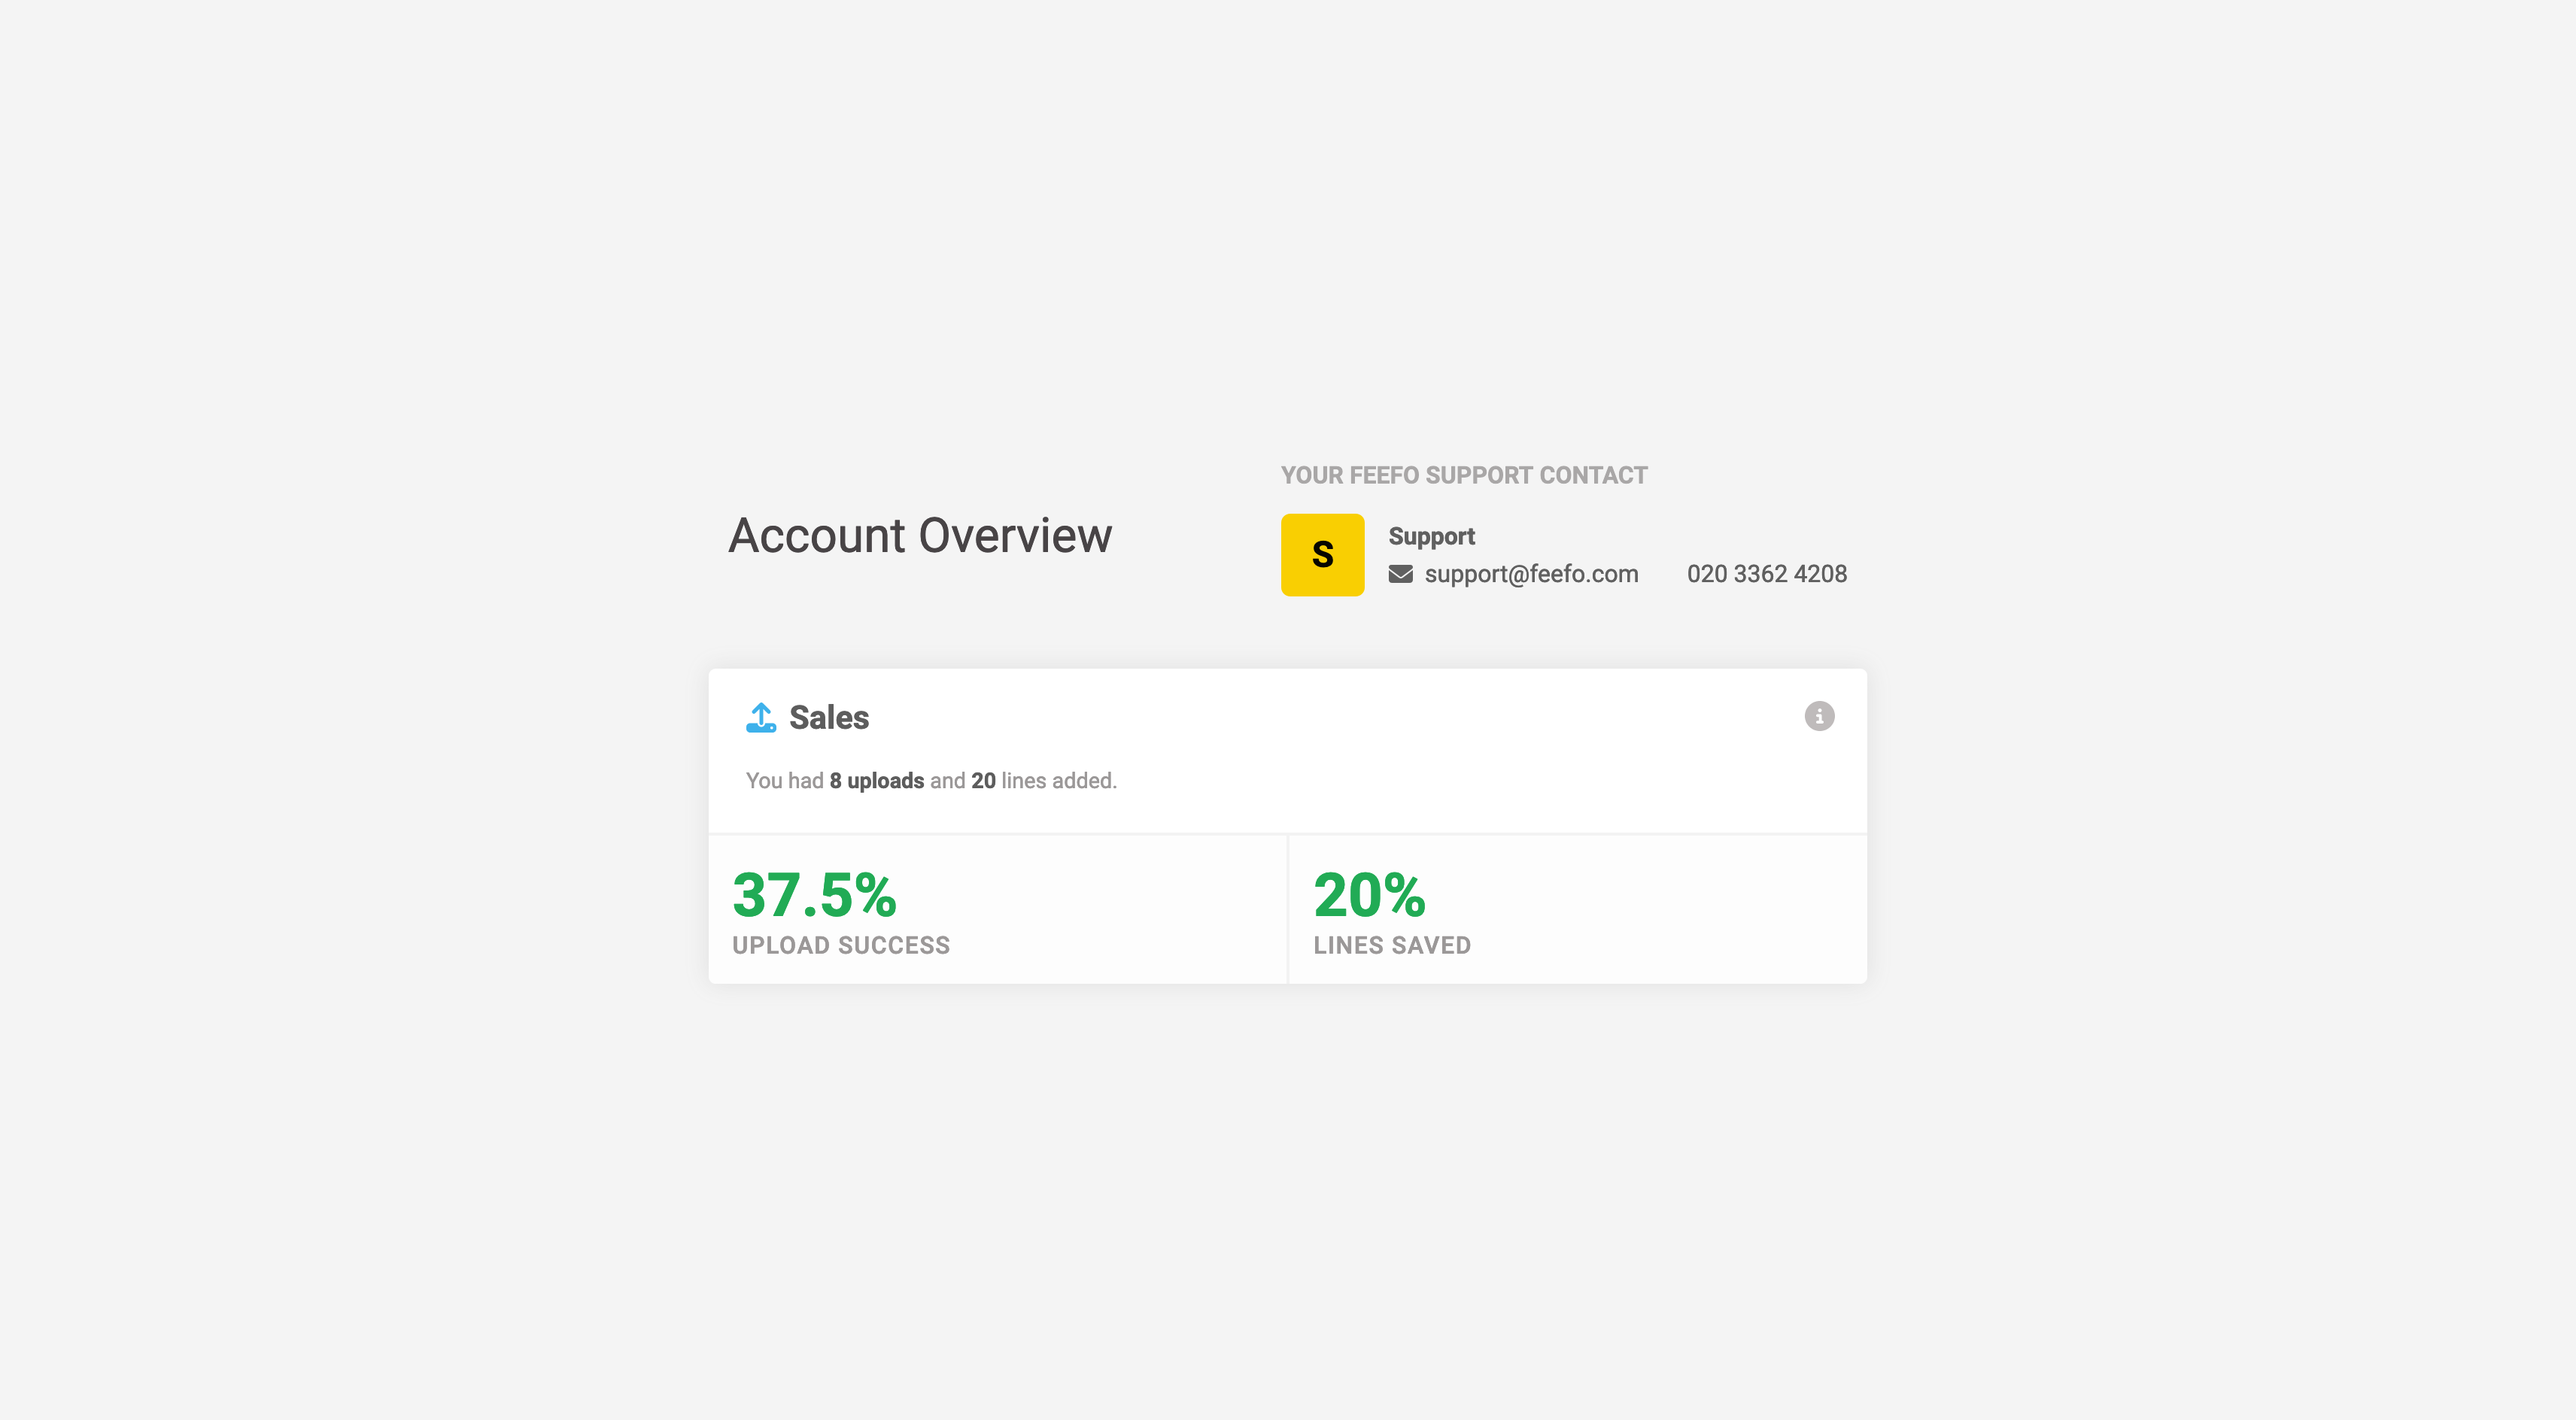 YOUR FEEFO SUPPORT CONTACT
Account Overview
S
Support
support@feefo.com 020 3362 4208
Sales
You had 8 uploads and 20 lines added.
37.5%
UPLOAD SUCCESS
20%
LINES SAVED